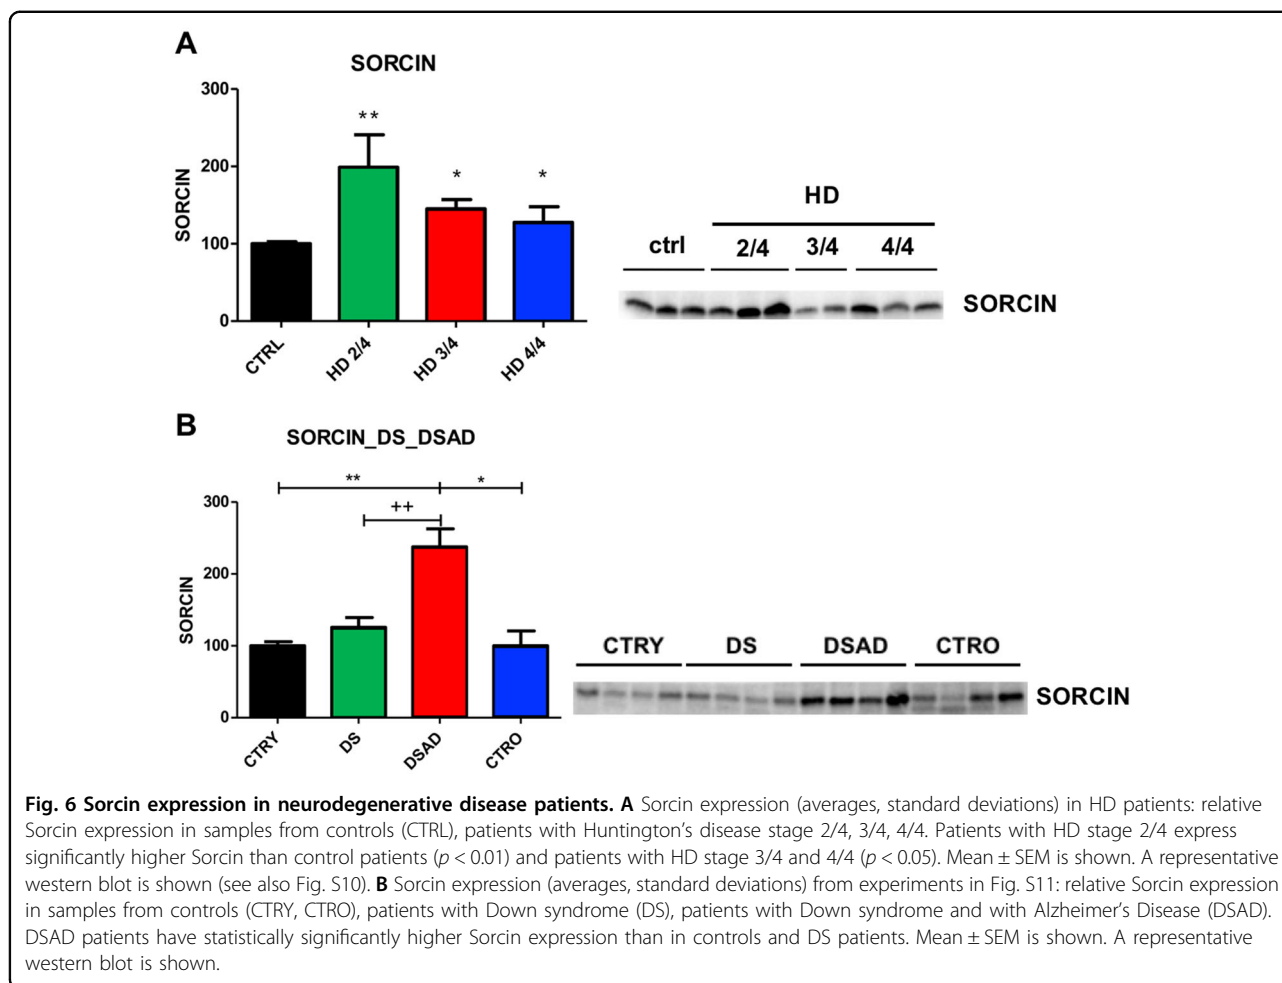 A
SORCIN
300
200
100
0
SORCIN
**
*
*
CTRL
HD 2/4
HD 3/4
HD 4/4
HD
ctrl
2/4
3/4
4/4
SORCIN
B
SORCIN_DS_DSAD
**
*
++
300
200
100
0
SORCIN
CTRY
DS
DSAD
CTRO
CTRY
DS
DSAD
CTRO
SORCIN
Fig. 6 Sorcin expression in neurodegenerative disease patients. A Sorcin expression (averages, standard deviations) in HD patients: relative
Sorcin expression in samples from controls (CTRL), patients with Huntington’s disease stage 2/4, 3/4, 4/4. Patients with HD stage 2/4 express
significantly higher Sorcin than control patients (p < 0.01) and patients with HD stage 3/4 and 4/4 (p < 0.05). Mean ± SEM is shown. A representative
western blot is shown (see also Fig. S10). B Sorcin expression (averages, standard deviations) from experiments in Fig. S11: relative Sorcin expression
in samples from controls (CTRY, CTRO), patients with Down syndrome (DS), patients with Down syndrome and with Alzheimer’s Disease (DSAD).
DSAD patients have statistically significantly higher Sorcin expression than in controls and DS patients. Mean ± SEM is shown. A representative
western blot is shown.